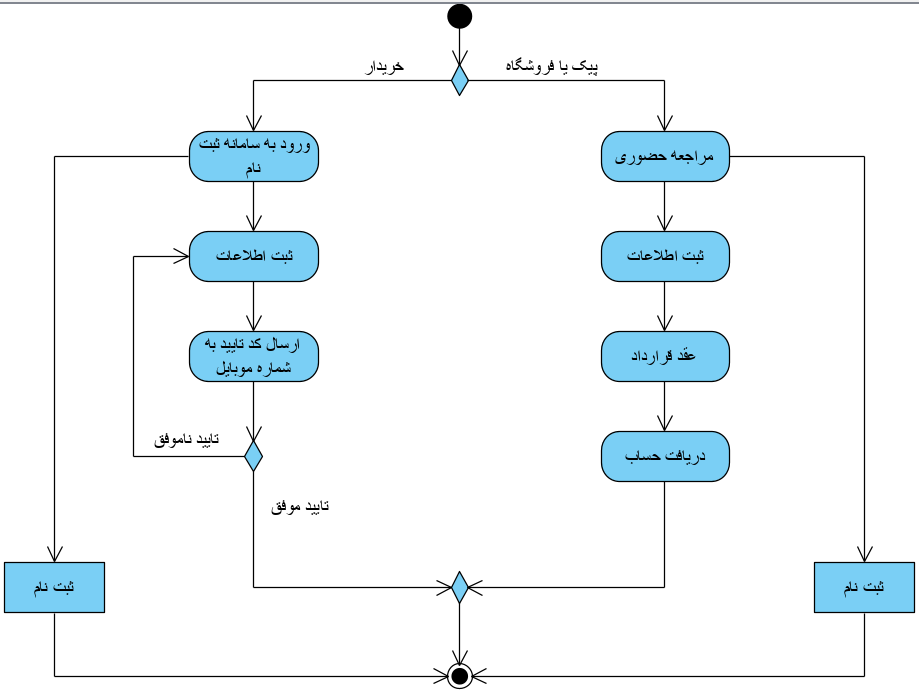 پیک یا فروشگاه
خریدار
مراجعه حضوری
ورود به سامانه ثبت
نام
ثبت اطلاعات
ثبت اطلاعات
عقد قرارداد
ارسال کد تایید به
شماره موبایل
دریافت حساب
تایید ناموفق
تایید موفق
ثبت نام
ثبت نام